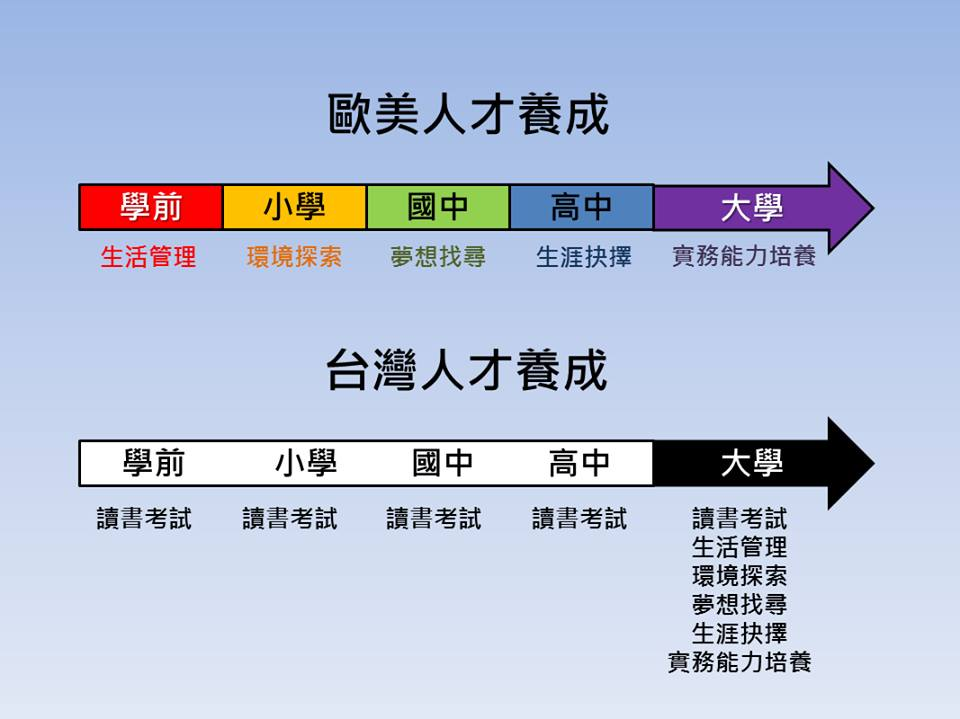 歐美人才養成
學前 小學 國中 高中 大學
生活管理 環境探索 夢想找尋 生涯抉擇 實務能力培養
台灣人才養成
學前 小學 國中 高中 大學
讀書考試 讀書考試 讀書考試 讀書考試 讀書考試
生活管理
環境探索
夢想找尋
生涯抉擇
實務能力培養